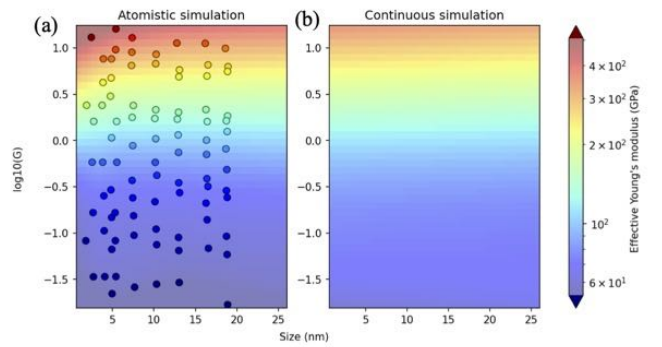 (a)
Atomistic simulation
(b)
Continuous simulation
log10(G)
1.0
0.5
0.0
−0.5
−1.0
−1.5
5 10 15 20 25
5 10 15 20 25
Size (nm)
4 × 10²
3 × 10²
2 × 10²
10²
6 × 10¹
Effective Young's modulus (GPa)